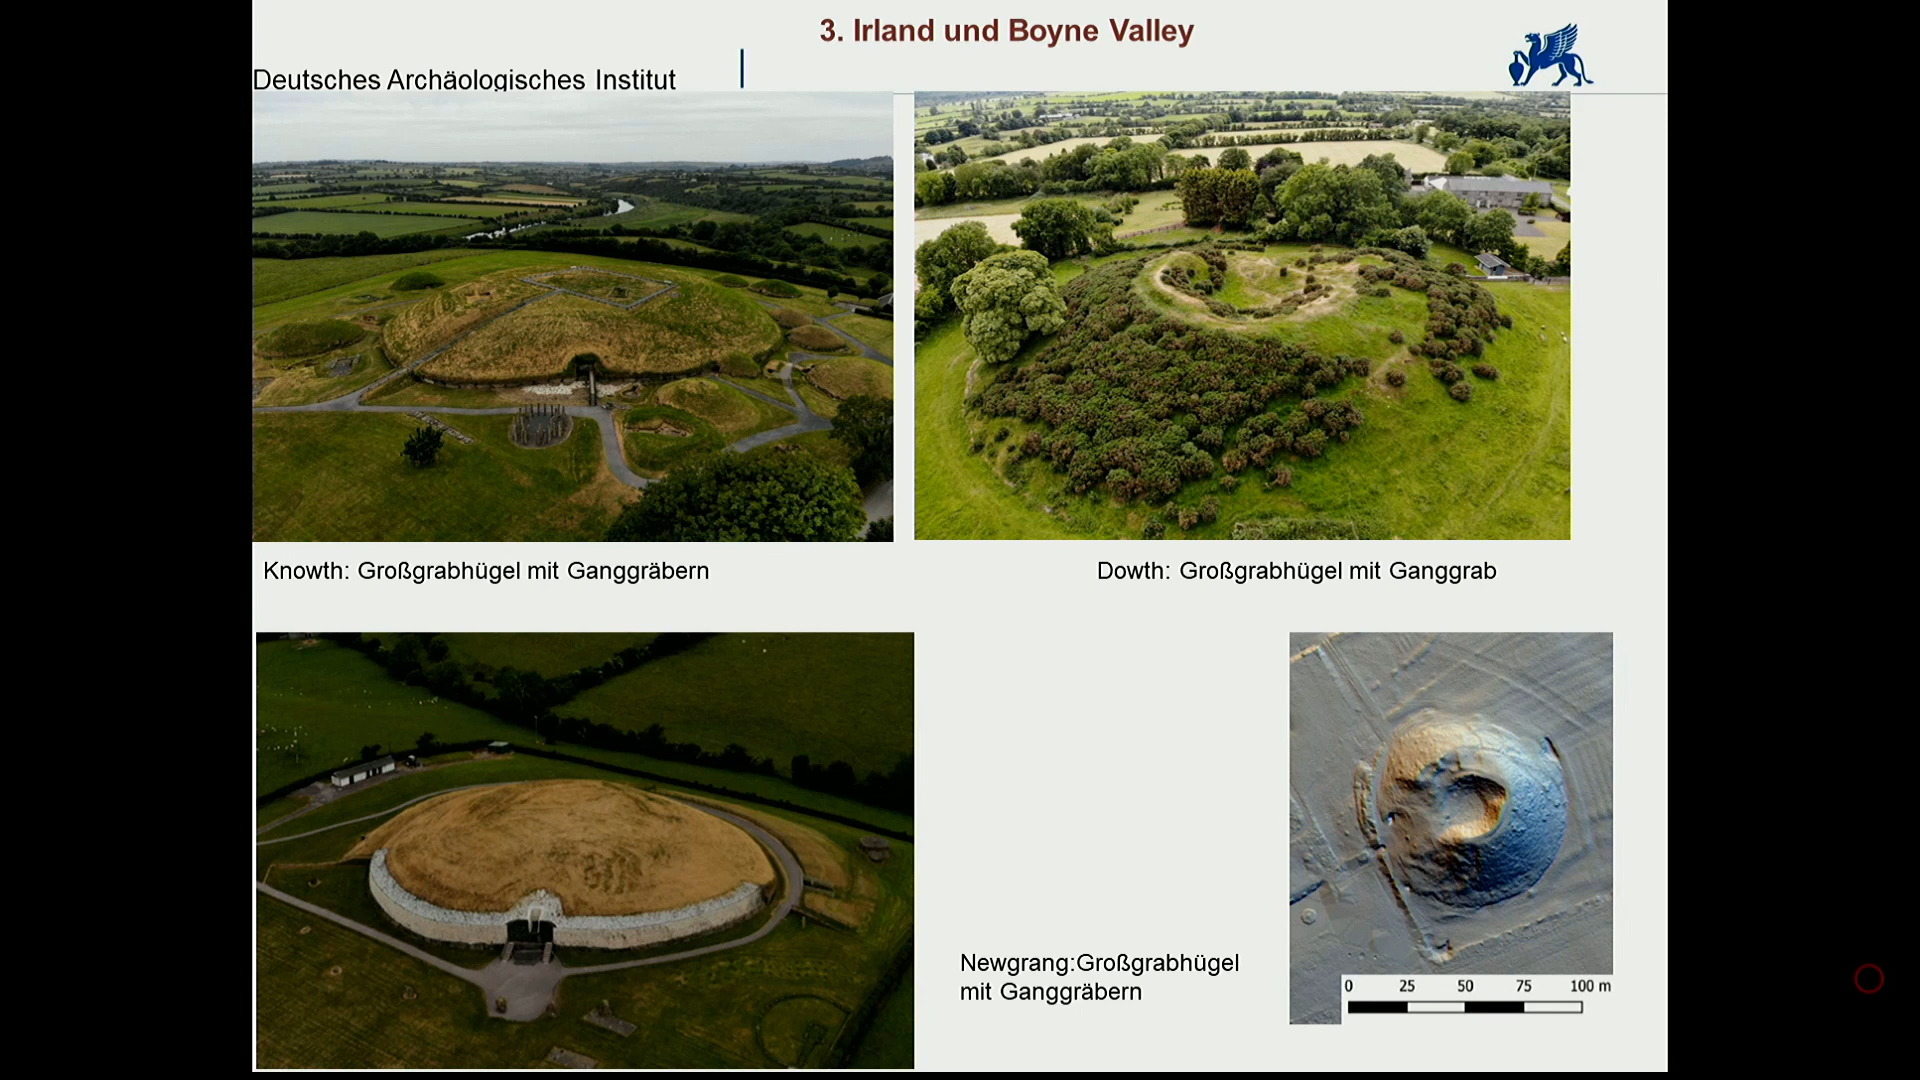 3. Irland und Boyne Valley
Deutsches Archäologisches Institut
Knowth: Großgrabhügel mit Ganggräbern
Dowth: Großgrabhügel mit Ganggrab
Newgrang:Großgrabhügel
mit Ganggräbern
0 25 50 75 100 m